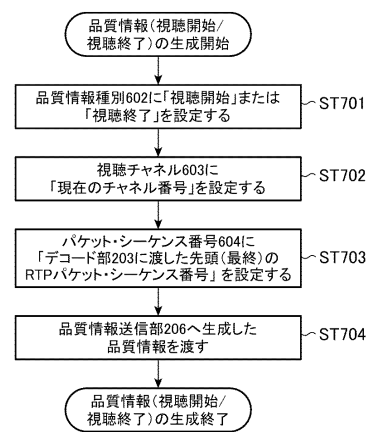 品質情報(視聴開始/
視聴終了)の生成開始
品質情報種別602に「視聴開始」または
「視聴終了」を設定する
ST701
視聴チャネル603に
「現在のチャネル番号」を設定する
ST702
パケット・シーケンス番号604に
「デコード部203に渡した先頭(最終)の
RTPパケット・シーケンス番号」を設定する
ST703
品質情報送信部206へ生成した
品質情報を渡す
ST704
品質情報(視聴開始/
視聴終了)の生成終了